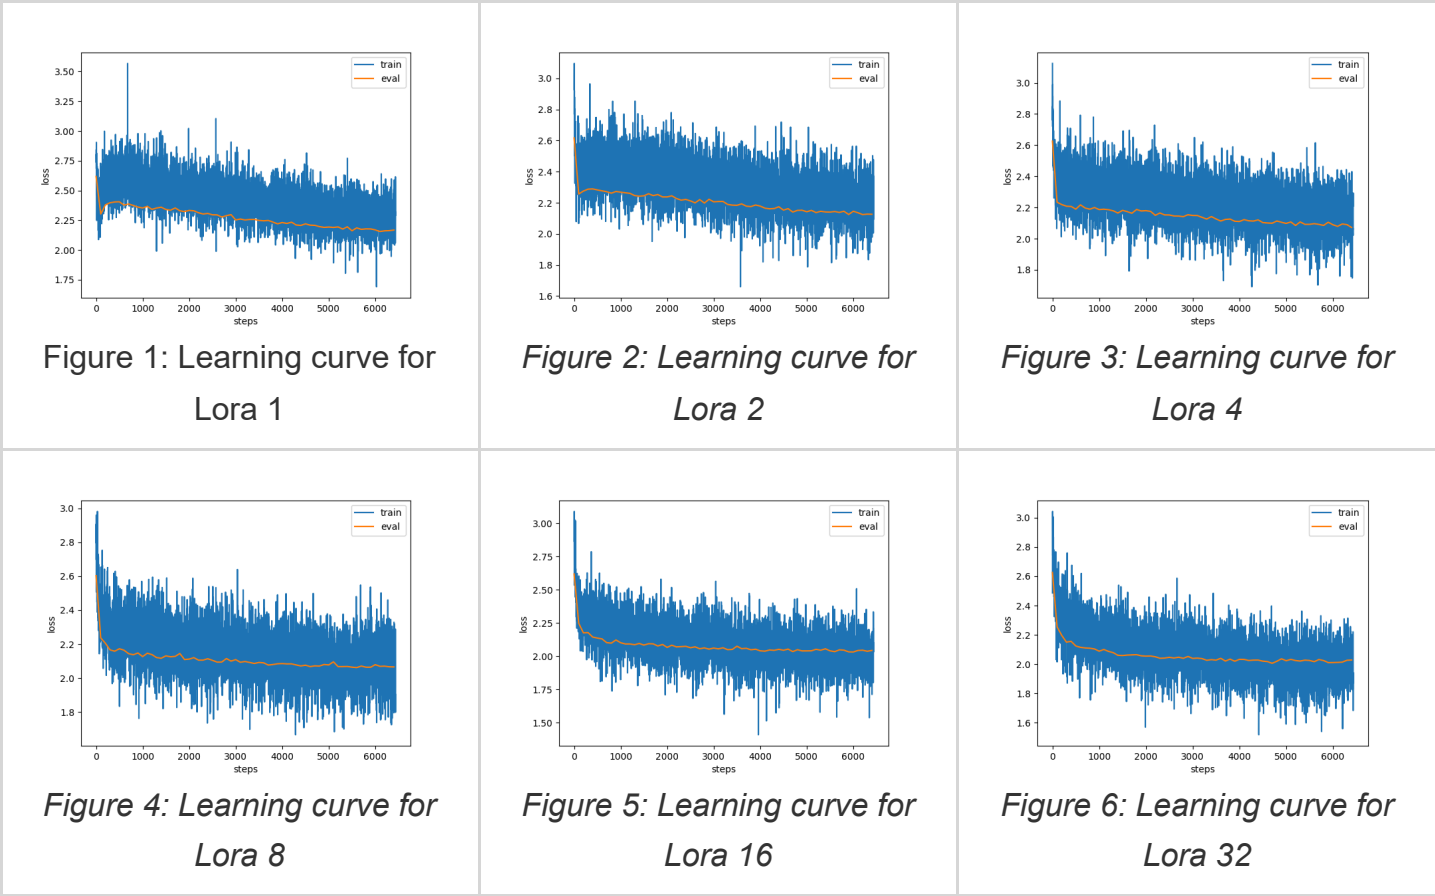 train
eval
3.50
3.25
3.00
2.75
2.50
2.25
2.00
1.75
loss
0 1000 2000 3000 4000 5000 6000
steps
Figure 1: Learning curve for
Lora 1
train
eval
3.0
2.8
2.6
2.4
2.2
2.0
1.8
1.6
loss
0 1000 2000 3000 4000 5000 6000
steps
Figure 2: Learning curve for
Lora 2
train
eval
3.0
2.8
2.6
2.4
2.2
2.0
1.8
loss
0 1000 2000 3000 4000 5000 6000
steps
Figure 3: Learning curve for
Lora 4
train
eval
3.0
2.8
2.6
2.4
2.2
2.0
1.8
loss
0 1000 2000 3000 4000 5000 6000
steps
Figure 4: Learning curve for
Lora 8
train
eval
3.00
2.75
2.50
2.25
2.00
1.75
1.50
loss
0 1000 2000 3000 4000 5000 6000
steps
Figure 5: Learning curve for
Lora 16
train
eval
3.0
2.8
2.6
2.4
2.2
2.0
1.8
1.6
loss
0 1000 2000 3000 4000 5000 6000
steps
Figure 6: Learning curve for
Lora 32